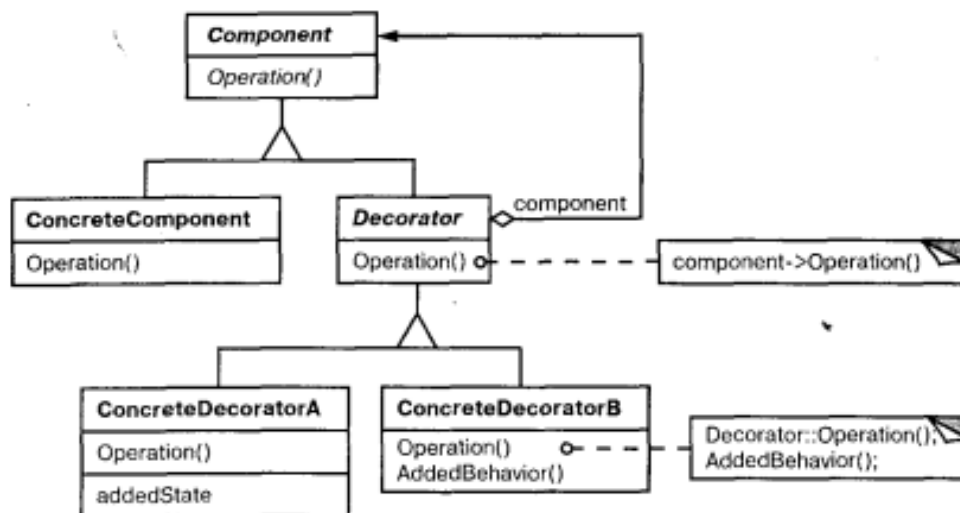 Component
Operation()
ConcreteComponent
Operation()
Decorator
Operation()
component
component->Operation()
ConcreteDecoratorA
Operation()
addedState
ConcreteDecoratorB
Operation()
AddedBehavior()
Decorator::Operation();
AddedBehavior();